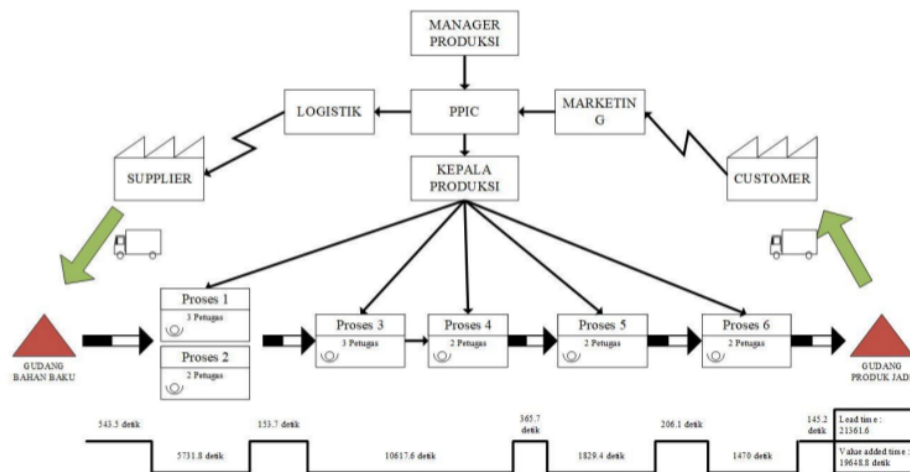 MANAGER
PRODUKSI
LOGISTIK
PPIC
MARKETIN
G
SUPPLIER
KEPALA
PRODUKSI
CUSTOMER
Proses 1
3 Petugas
Proses 2
2 Petugas
Proses 3
3 Petugas
Proses 4
2 Petugas
Proses 5
2 Petugas
Proses 6
2 Petugas
GUDANG
BAHAN BAKU
GUDANG
PRODUK JADI
543.5 detik
5731.8 detik
153.7 detik
10617.6 detik
365.7
detik
1829.4 detik
206.1 detik
1470 detik
145.2
detik
Lead time :
21361.6
Value added time :
19648.8 detik